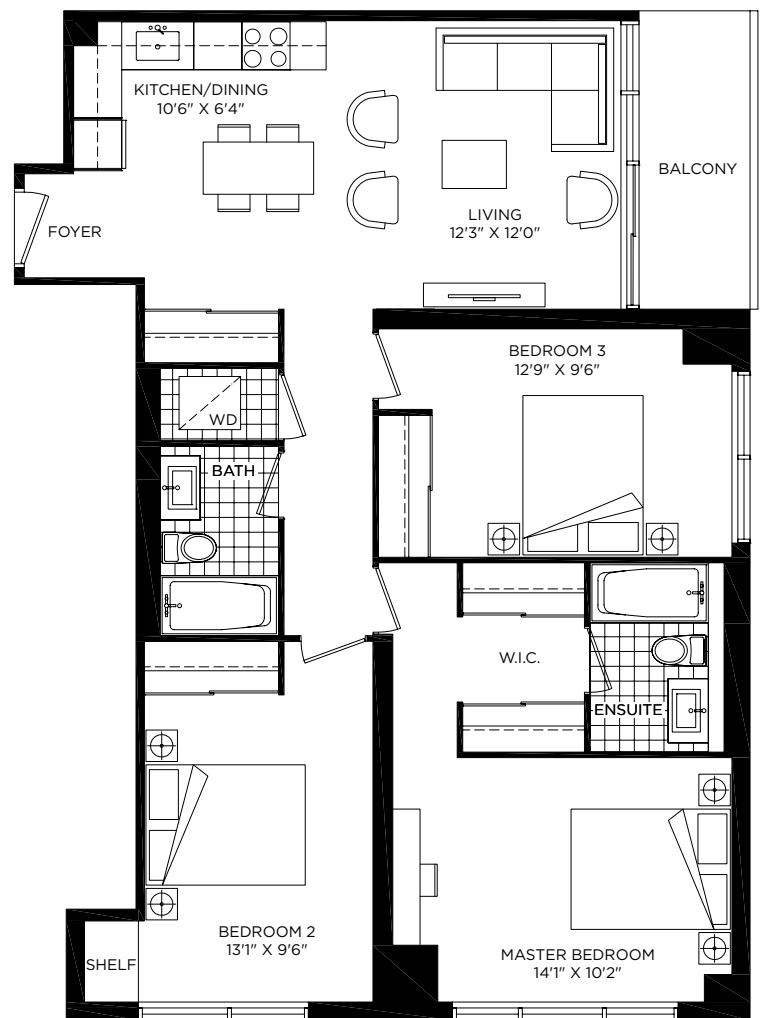 KITCHEN/DINING
10'6" X 6'4"
BALCONY
FOYER
LIVING
12'3" X 12'0"
BEDROOM 3
12'9" X 9'6"
WD
BATH
W.I.C.
ENSUITE
BEDROOM 2
13'1" X 9'6"
SHELF
MASTER BEDROOM
14'1" X 10'2"